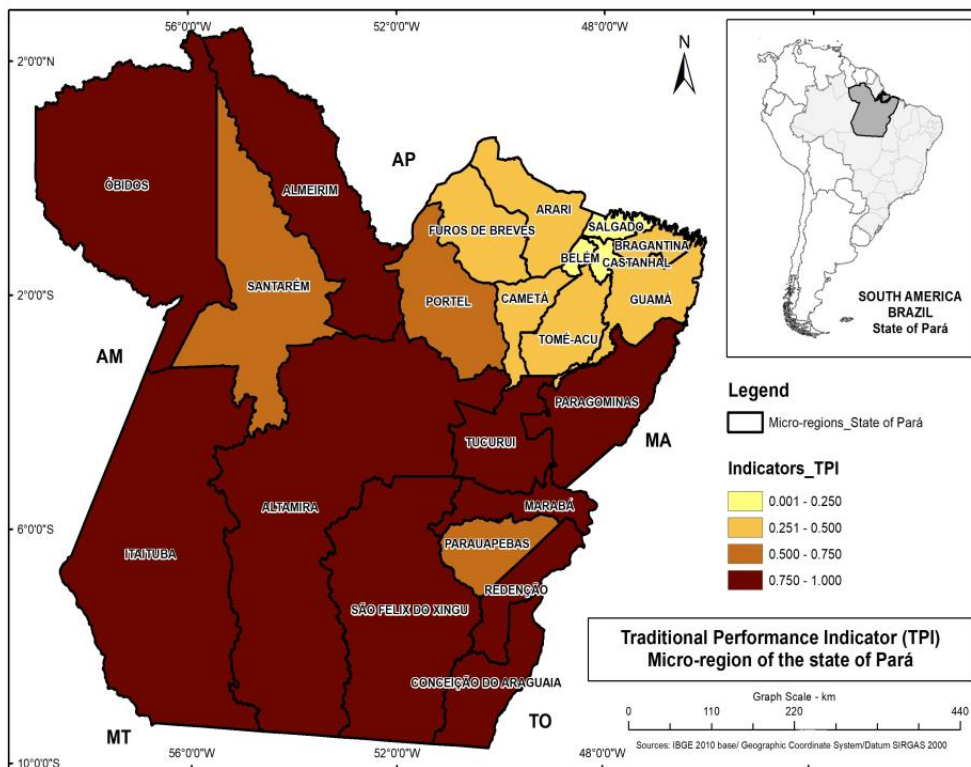 56°0'0"W
52°0'0"W
48°0'0"W
2°0'0"N
N
AP
ÓBIDOS
ALMEIRIM
ARARI
FUROS DE BREVES
SALGADO
BRAGANTINA
BELÉM
CASTANHAL
SANTARÉM
2°0'0"S
PORTEL
CAMETÁ
GUAMÁ
SOUTH AMERICA
BRAZIL
State of Pará
TOMÉ-ACU
AM
Legend
PARAGOMINAS
Micro-regions_State of Pará
TUCURUI
MA
Indicators_TPI
0.001 - 0.250
0.251 - 0.500
0.500 - 0.750
0.750 - 1.000
MARABÁ
ALTAMIRA
6°0'0"S
PARAUAPEBAS
ITAITUBA
REDENÇÃO
SÃO FELIX DO XINGU
Traditional Performance Indicator (TPI)
Micro-region of the state of Pará
CONCEIÇÃO DO ARAGUAIA
Graph Scale - km
0 110 220 440
TO
MT
Sources: IBGE 2010 base/ Geographic Coordinate System/Datum SIRGAS 2000
56°0'0"W
52°0'0"W
48°0'0"W
10°0'0"S